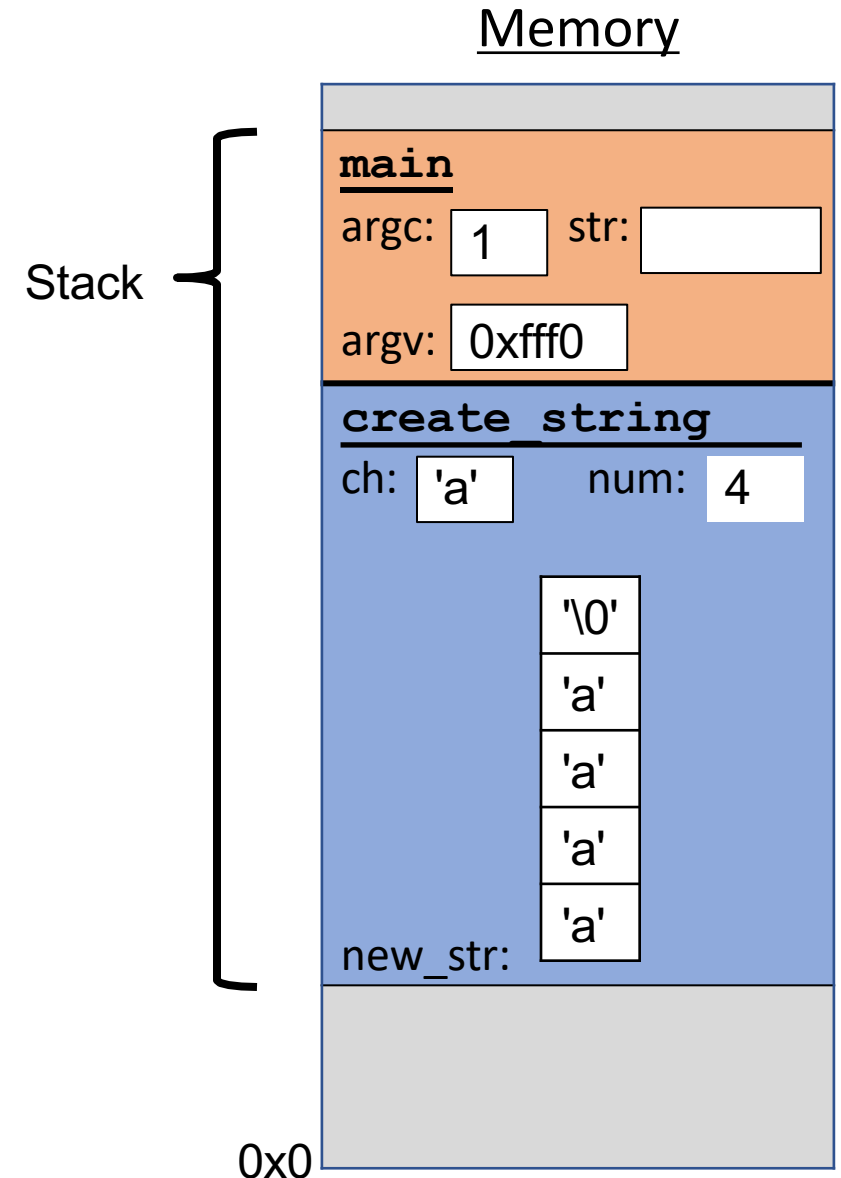 Memory
Stack
main
argc: 1 str:
argv: 0xfff0
create_string
ch: 'a' num: 4
'\0'
'a'
'a'
'a'
'a'
new_str:
0x0